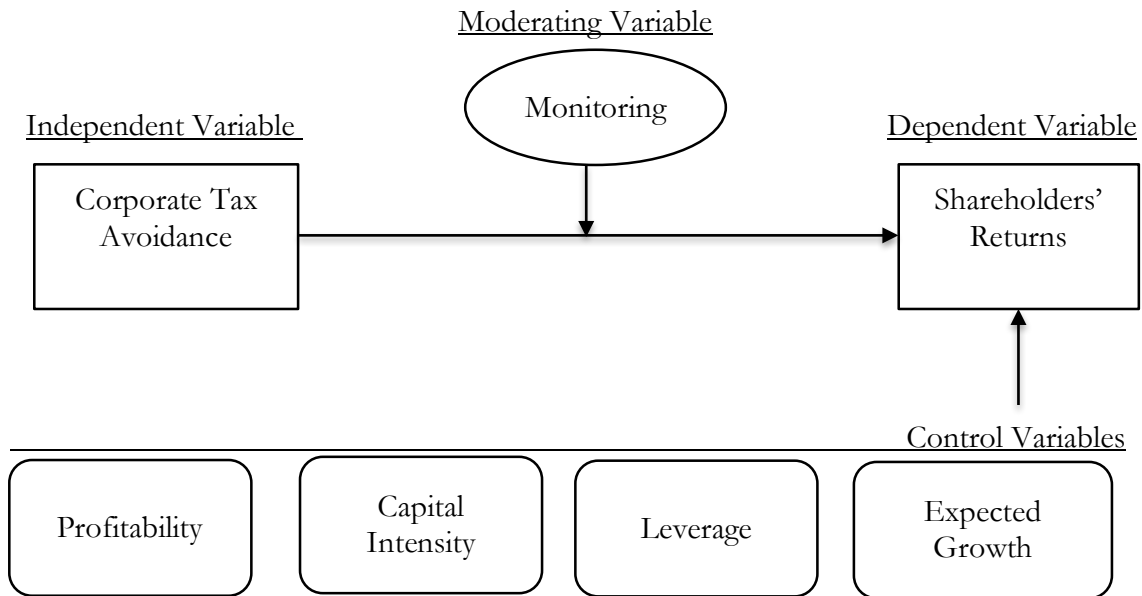 Moderating Variable
Monitoring
Independent Variable
Dependent Variable
Corporate Tax
Avoidance
Shareholders’
Returns
Control Variables
Profitability
Capital
Intensity
Leverage
Expected
Growth